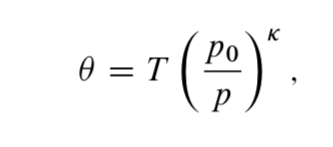 θ = T (p₀/p)^κ ,